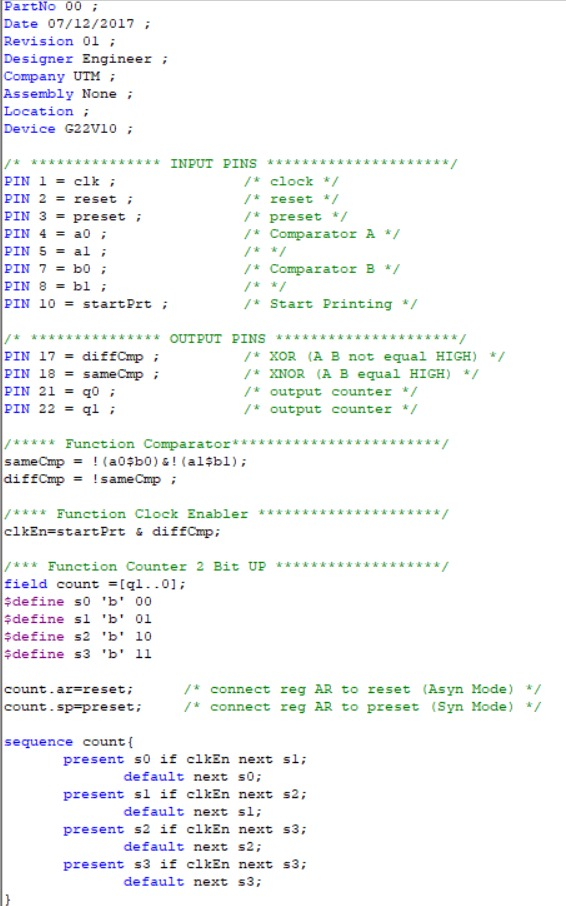 PartNo 00 ;
Date 07/12/2017 ;
Revision 01 ;
Designer Engineer ;
Company UTM ;
Assembly None ;
Location ;
Device G22V10 ;
/* *************** INPUT PINS *********************/
PIN 1 = clk ; /* clock */
PIN 2 = reset ; /* reset */
PIN 3 = preset ; /* preset */
PIN 4 = a0 ; /* Comparator A */
PIN 5 = a1 ; /* */
PIN 7 = b0 ; /* Comparator B */
PIN 8 = b1 ; /* */
PIN 10 = startPrt ; /* Start Printing */
/* *************** OUTPUT PINS *********************/
PIN 17 = diffCmp ; /* XOR (A B not equal HIGH) */
PIN 18 = sameCmp ; /* XNOR (A B equal HIGH) */
PIN 21 = q0 ; /* output counter */
PIN 22 = q1 ; /* output counter */
/***** Function Comparator************************/
sameCmp = !(a0$b0)&!(a1$b1);
diffCmp = !sameCmp ;
/**** Function Clock Enabler *********************/
clkEn=startPrt & diffCmp;
/*** Function Counter 2 Bit UP *******************/
field count =[q1..0];
$define s0 'b' 00
$define s1 'b' 01
$define s2 'b' 10
$define s3 'b' 11
count.ar=reset; /* connect reg AR to reset (Asyn Mode) */
count.sp=preset; /* connect reg AR to preset (Syn Mode) */
sequence count{
present s0 if clkEn next s1;
default next s0;
present s1 if clkEn next s2;
default next s1;
present s2 if clkEn next s3;
default next s2;
present s3 if clkEn next s3;
default next s3;
}